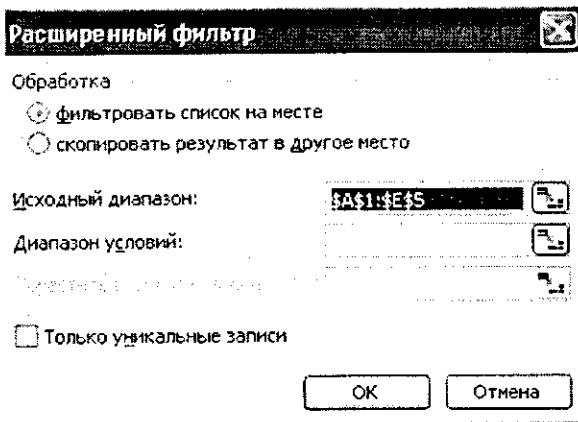 Расширенный фильтр
Обработка
фильтровать список на месте
скопировать результат в другое место
Исходный диапазон: $A$1:$E$5
Диапазон условий:
Только уникальные записи
ОК Отмена